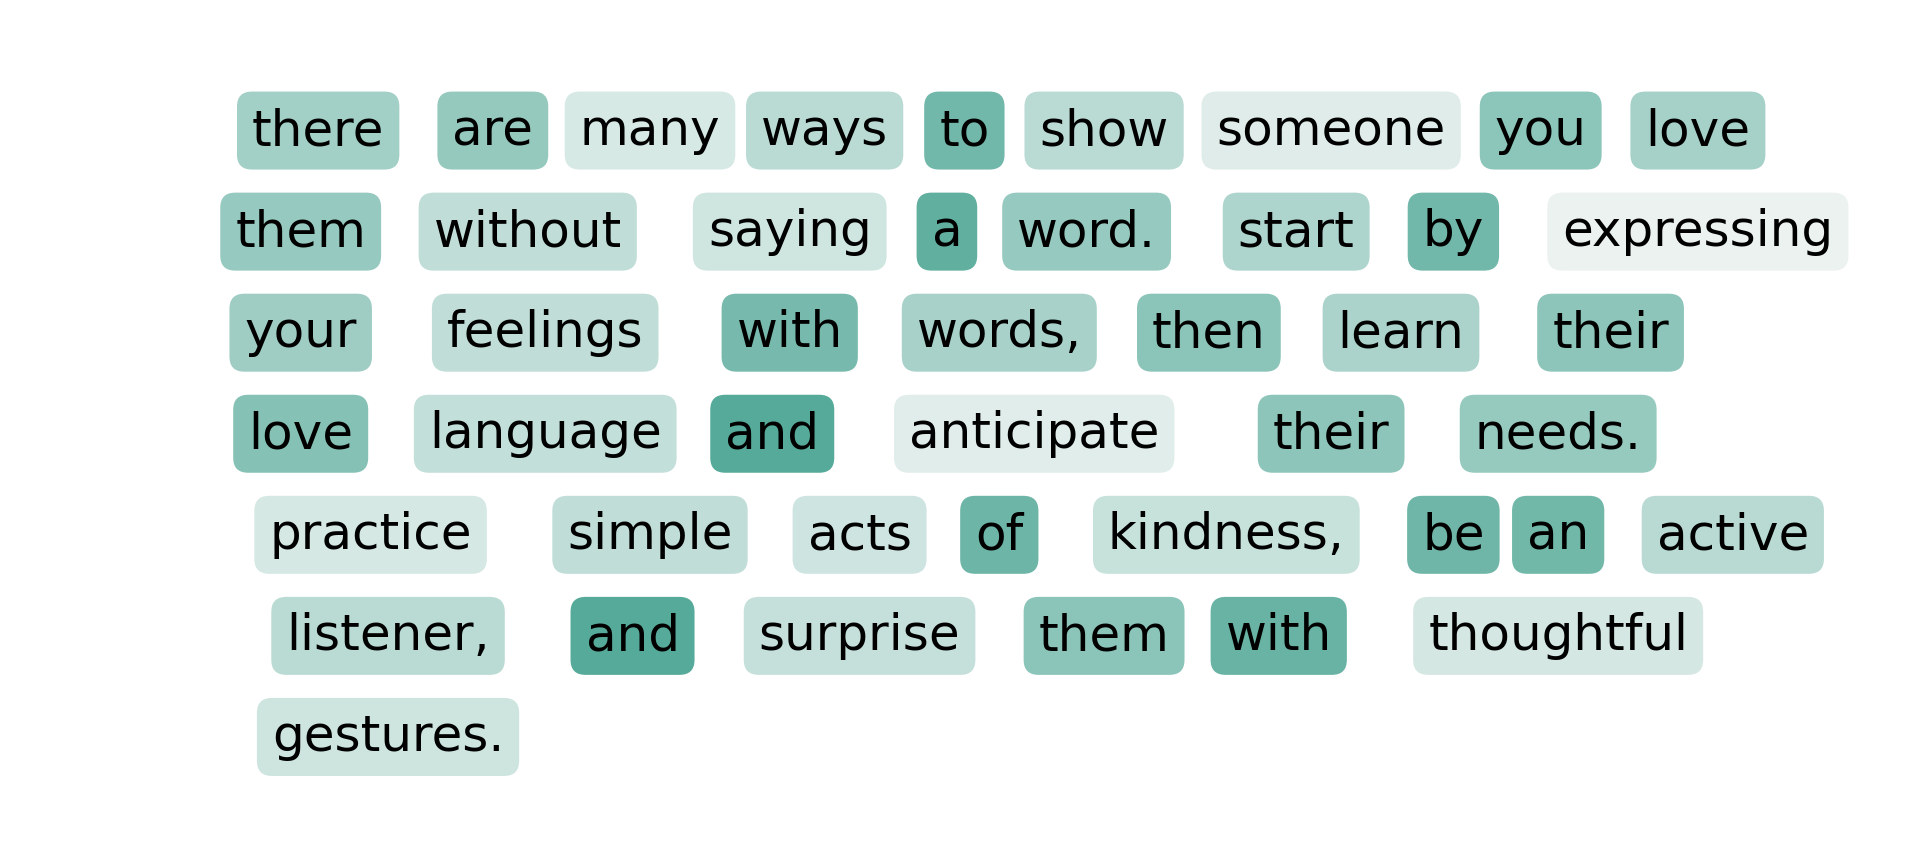 there are many ways to show someone you love
them without saying a word. start by expressing
your feelings with words, then learn their
love language and anticipate their needs.
practice simple acts of kindness, be an active
listener, and surprise them with thoughtful
gestures.